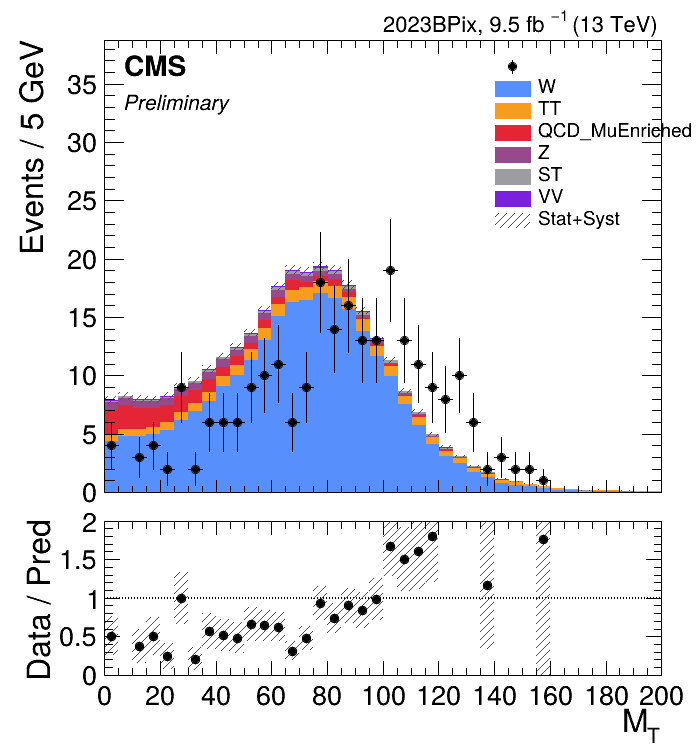 2023BPix, 9.5 fb⁻¹ (13 TeV)
CMS
Preliminary
W
TT
QCD_MuEnriched
Z
ST
VV
Stat+Syst
Events / 5 GeV
35
30
25
20
15
10
5
0
Data / Pred
2
1.5
1
0.5
0
0 20 40 60 80 100 120 140 160 180 200
M_T